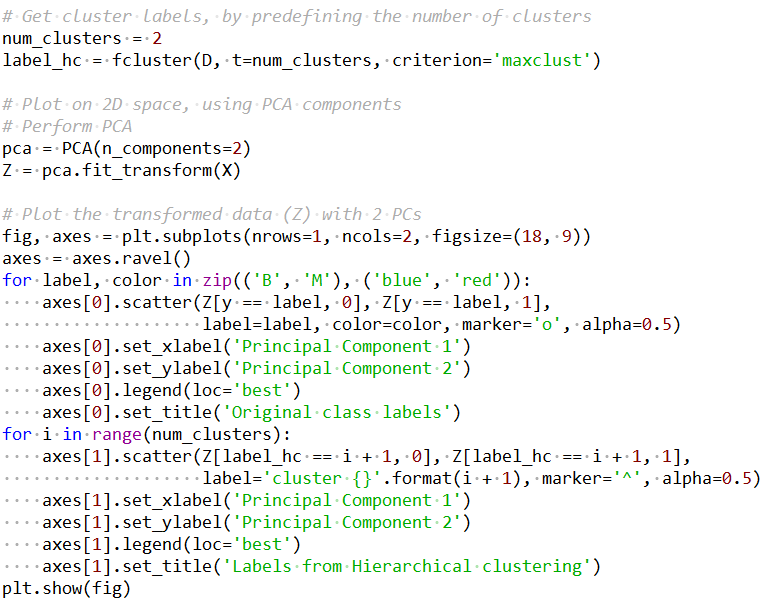 # Get cluster labels, by predefining the number of clusters
num_clusters = 2
label_hc = fcluster(D, t=num_clusters, criterion='maxclust')

# Plot on 2D space, using PCA components
# Perform PCA
pca = PCA(n_components=2)
Z = pca.fit_transform(X)

# Plot the transformed data (Z) with 2 PCs
fig, axes = plt.subplots(nrows=1, ncols=2, figsize=(18, 9))
axes = axes.ravel()
for label, color in zip(('B', 'M'), ('blue', 'red')):
    axes[0].scatter(Z[y == label, 0], Z[y == label, 1],
                    label=label, color=color, marker='o', alpha=0.5)
    axes[0].set_xlabel('Principal Component 1')
    axes[0].set_ylabel('Principal Component 2')
    axes[0].legend(loc='best')
    axes[0].set_title('Original class labels')
for i in range(num_clusters):
    axes[1].scatter(Z[label_hc == i + 1, 0], Z[label_hc == i + 1, 1],
                    label='cluster {}'.format(i + 1), marker='^', alpha=0.5)
    axes[1].set_xlabel('Principal Component 1')
    axes[1].set_ylabel('Principal Component 2')
    axes[1].legend(loc='best')
    axes[1].set_title('Labels from Hierarchical clustering')
plt.show(fig)